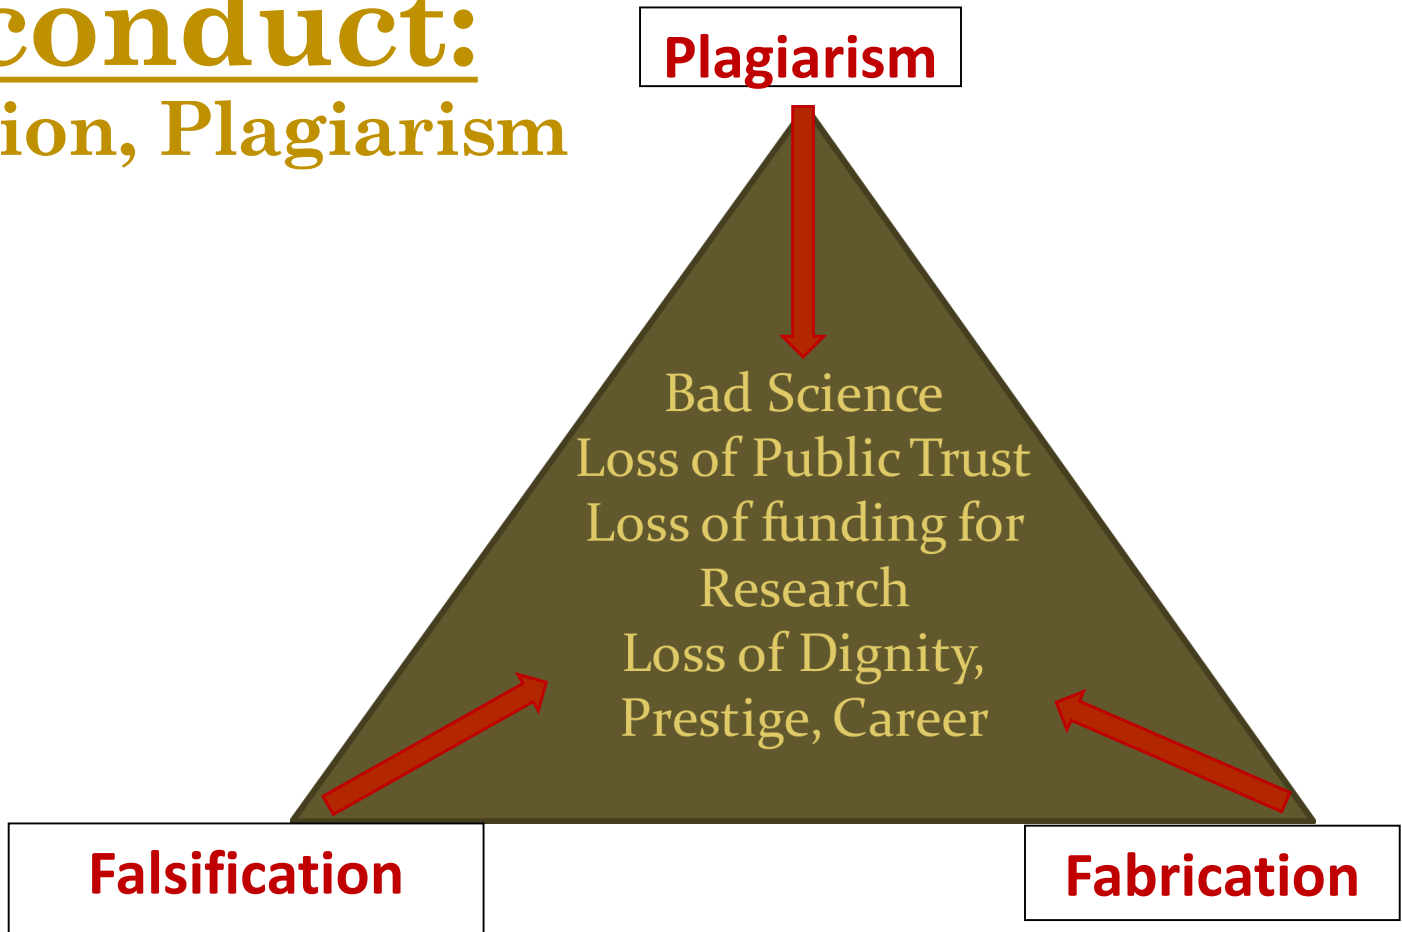 conduct:
ion, Plagiarism
Plagiarism
Bad Science
Loss of Public Trust
Loss of funding for
Research
Loss of Dignity,
Prestige, Career
Falsification
Fabrication